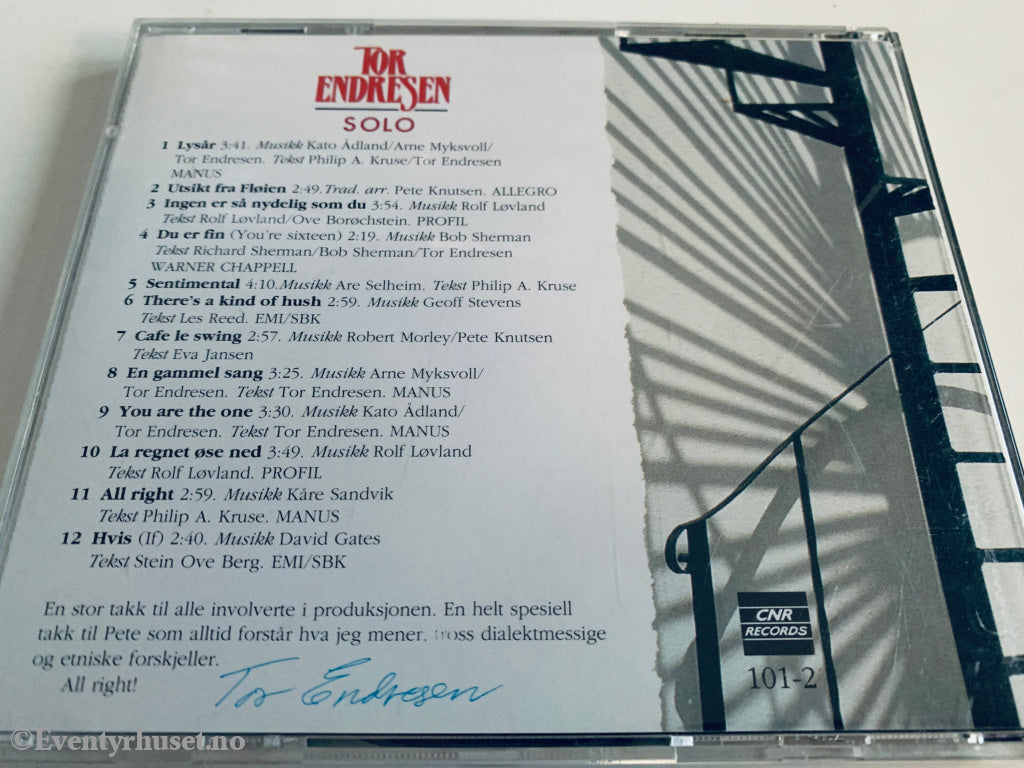 TOR
ENDRESEN
SOLO
1 Lysår 3:41. Musikk Kato Ådland/Arne Myksvoll/
Tor Endresen. Tekst Philip A. Kruse/Tor Endresen
MANUS
2 Utsikt fra Fløien 2:49. Trad. arr. Pete Knutsen. ALLEGRO
3 Ingen er så nydelig som du 3:54. Musikk Rolf Løvland
Tekst Rolf Løvland/Ove Borøchstein. PROFIL
4 Du er fin (You're sixteen) 2:19. Musikk Bob Sherman
Tekst Richard Sherman/Bob Sherman/Tor Endresen
WARNER CHAPPELL
5 Sentimental 4:10. Musikk Are Selheim. Tekst Philip A. Kruse
6 There's a kind of hush 2:59. Musikk Geoff Stevens
Tekst Les Reed. EMI/SBK
7 Cafe le swing 2:57. Musikk Robert Morley/Pete Knutsen
Tekst Eva Jansen
8 En gammel sang 3:25. Musikk Arne Myksvoll/
Tor Endresen. Tekst Tor Endresen. MANUS
9 You are the one 3:30. Musikk Kato Ådland/
Tor Endresen. Tekst Tor Endresen. MANUS
10 La regnet øse ned 3:49. Musikk Rolf Løvland
Tekst Rolf Løvland. PROFIL
11 All right 2:59. Musikk Kåre Sandvik
Tekst Philip A. Kruse. MANUS
12 Hvis (If) 2:40. Musikk David Gates
Tekst Stein Ove Berg. EMI/SBK
En stor takk til alle involverte i produksjonen. En helt spesiell
takk til Pete som alltid forstår hva jeg mener, tross dialektmessige
og etniske forskjeller.
All right!
Tor Endresen
CNR
RECORDS
101-2
©Eventyrhuset.no